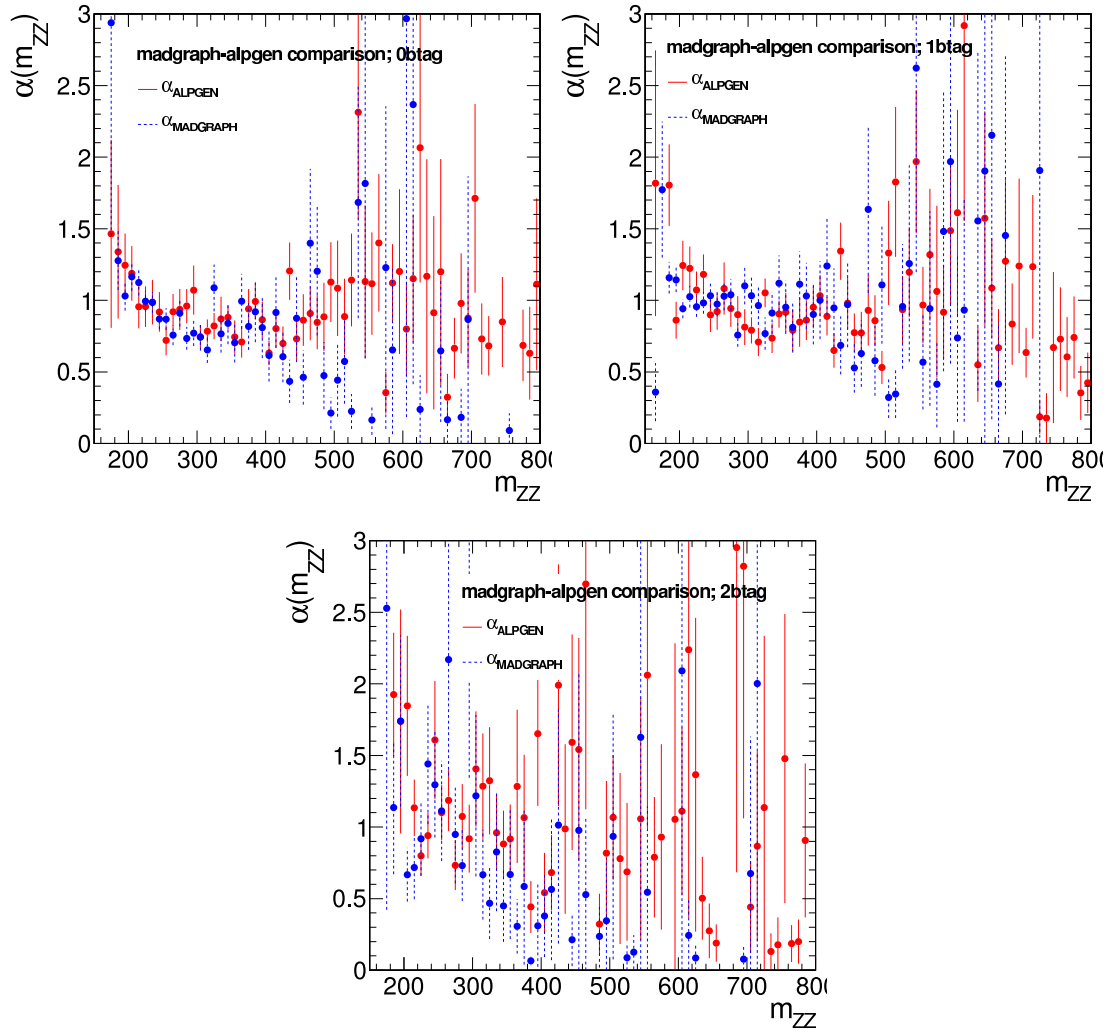 α(m_ZZ)
3
2.5
2
1.5
1
0.5
0
madgraph-alpgen comparison; 0btag
α_ALPGEN
α_MADGRAPH
200 300 400 500 600 700 800
m_ZZ
α(m_ZZ)
3
2.5
2
1.5
1
0.5
0
madgraph-alpgen comparison; 1btag
α_ALPGEN
α_MADGRAPH
200 300 400 500 600 700 800
m_ZZ
α(m_ZZ)
3
2.5
2
1.5
1
0.5
0
madgraph-alpgen comparison; 2btag
α_ALPGEN
α_MADGRAPH
200 300 400 500 600 700 800
m_ZZ